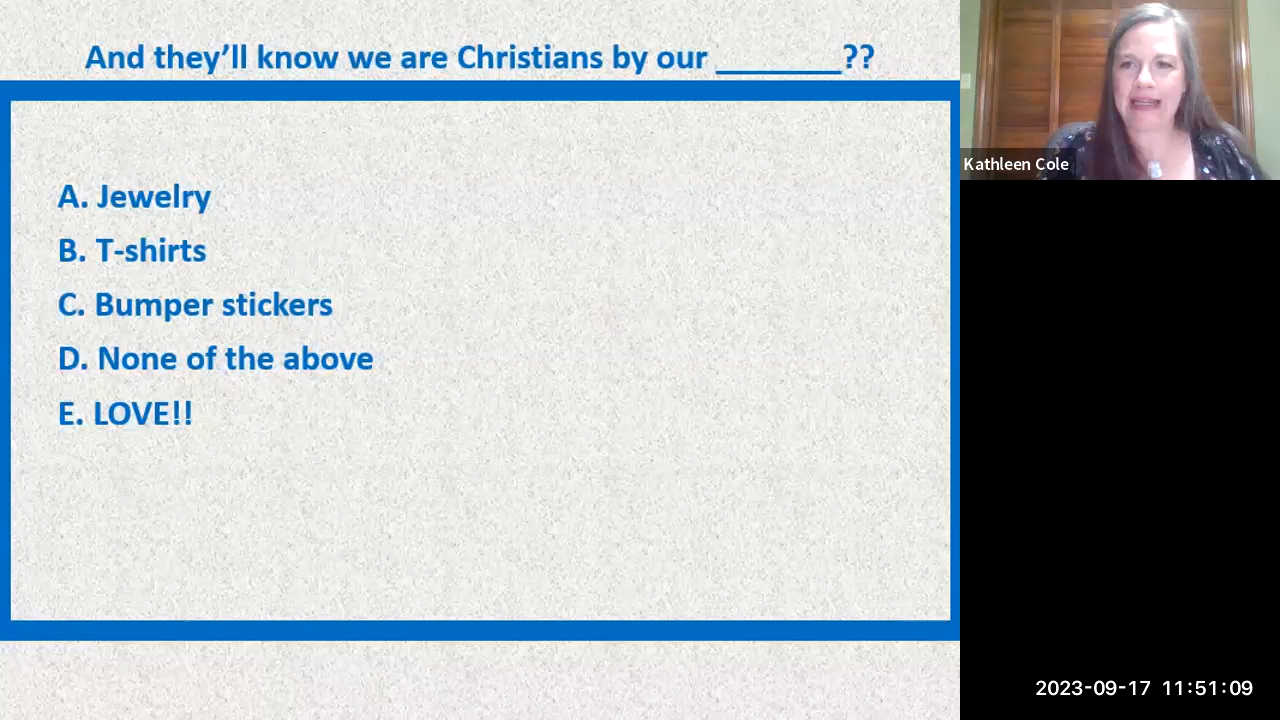 And they’ll know we are Christians by our ________??
A. Jewelry
B. T-shirts
C. Bumper stickers
D. None of the above
E. LOVE!!
Kathleen Cole
2023-09-17 11:51:09